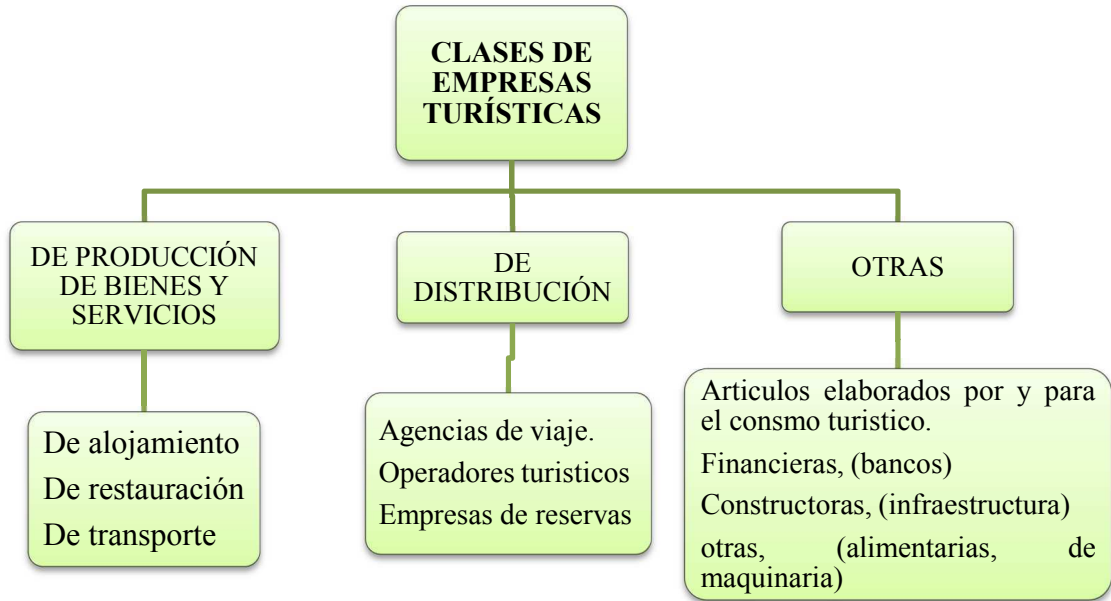 CLASES DE
EMPRESAS
TURÍSTICAS
DE PRODUCCIÓN
DE BIENES Y
SERVICIOS
DE
DISTRIBUCIÓN
OTRAS
De alojamiento
De restauración
De transporte
Agencias de viaje.
Operadores turisticos
Empresas de reservas
Articulos elaborados por y para
el consmo turistico.
Financieras, (bancos)
Constructoras, (infraestructura)
otras, (alimentarias, de
maquinaria)